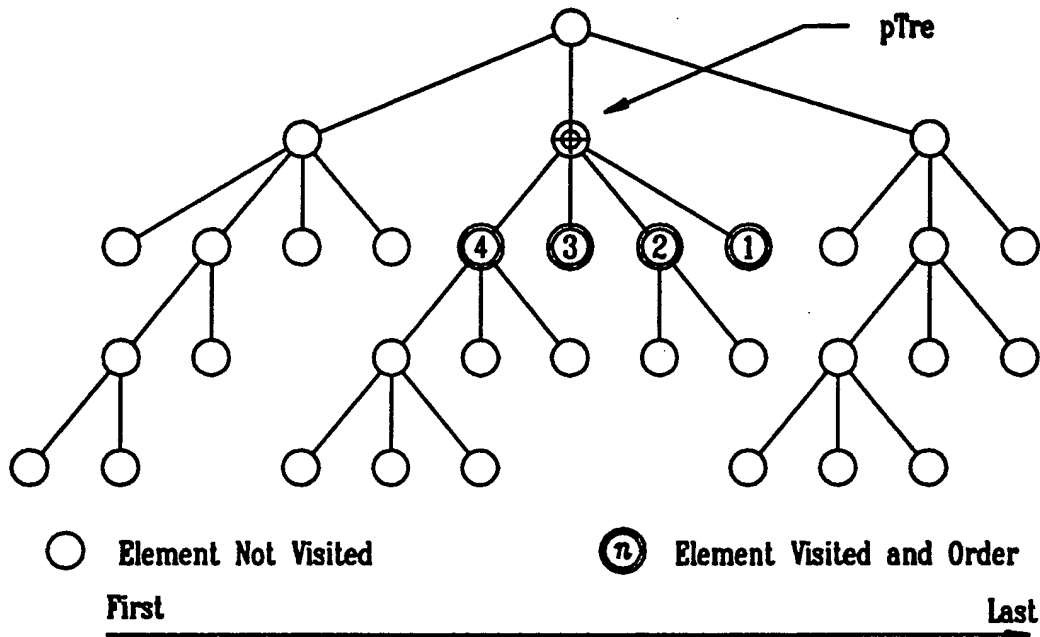 pTre
4 3 2 1
Element Not Visited
n Element Visited and Order
First Last